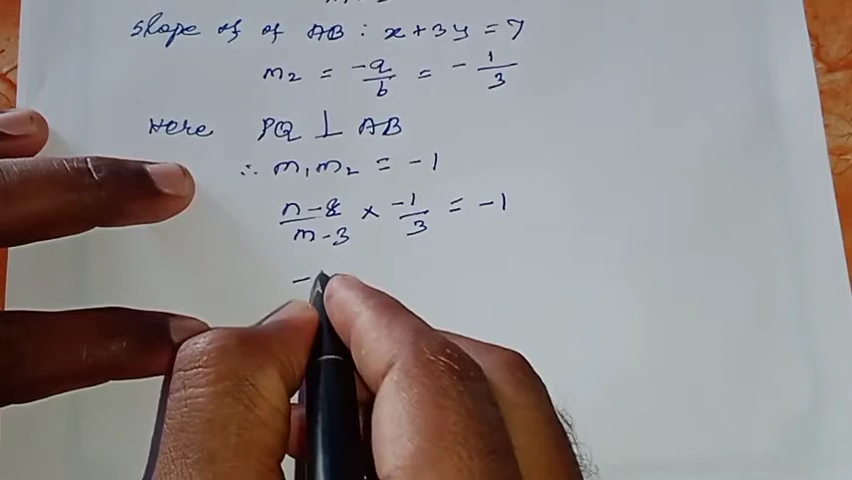 Slope of of AB : x + 3y = 7
m₂ = -a/b = - 1/3
Here PQ ⊥ AB
∴ m₁m₂ = -1
n-8/m-3 × -1/3 = -1
-